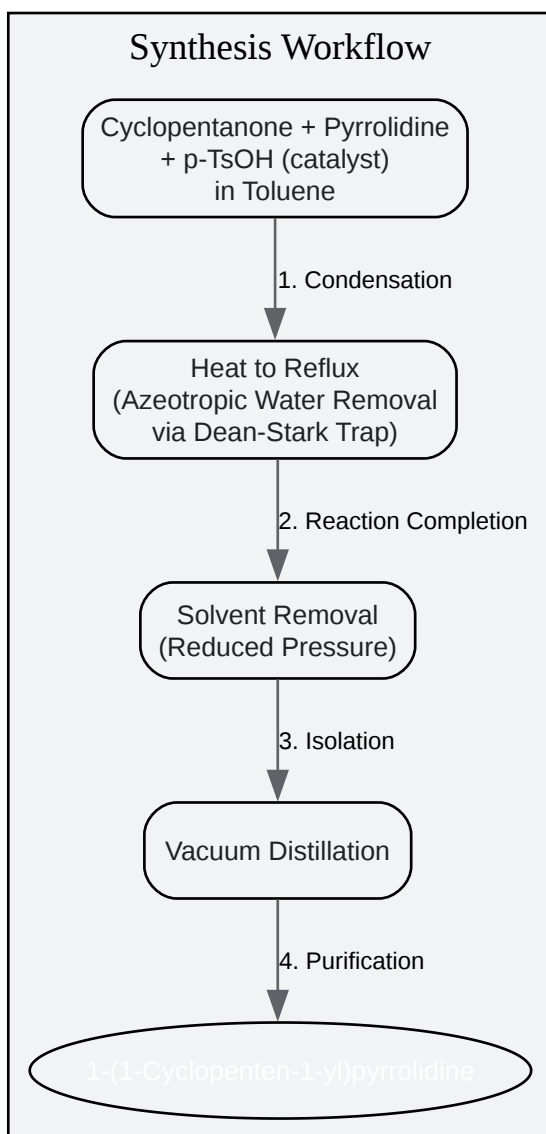 Synthesis Workflow
Cyclopentanone + Pyrrolidine
+ p-TsOH (catalyst)
in Toluene
1. Condensation
Heat to Reflux
(Azeotropic Water Removal
via Dean-Stark Trap)
2. Reaction Completion
Solvent Removal
(Reduced Pressure)
3. Isolation
Vacuum Distillation
4. Purification
1-(1-Cyclopenten-1-yl)pyrrolidine